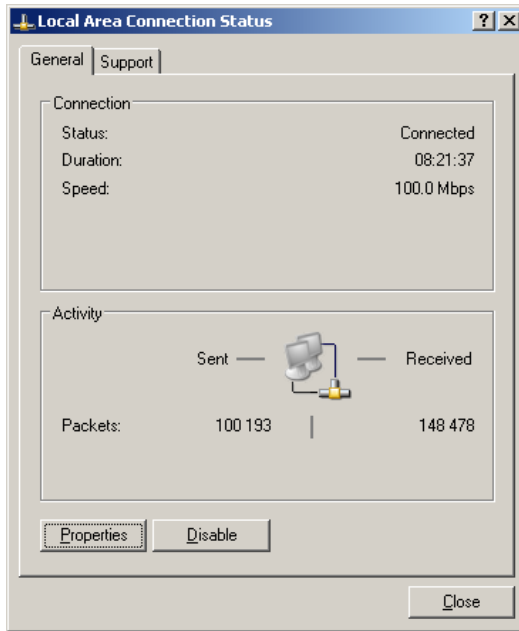 Local Area Connection Status
General Support
Connection
Status: Connected
Duration: 08:21:37
Speed: 100.0 Mbps
Activity
Sent Received
Packets: 100 193 148 478
Properties Disable
Close